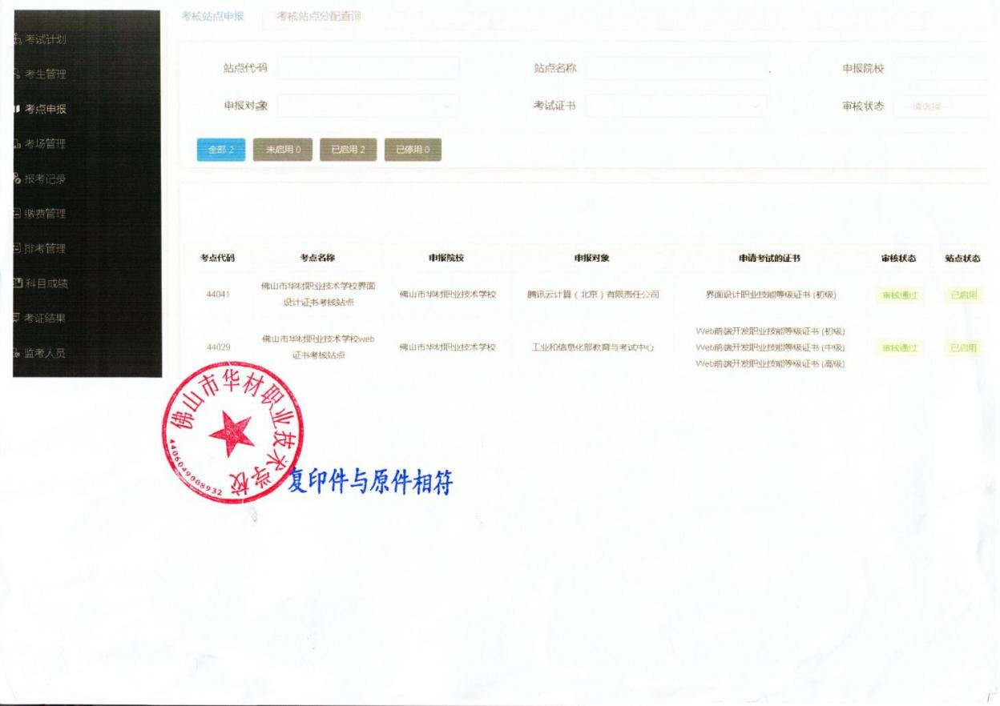 考核站点申报 考核站点分配查询
考试计划
考生管理
考点申报
考场管理
报考记录
缴费管理
排考管理
科目成绩
考证结果
监考人员
站点代码 站点名称 申报院校
申报对象 考试证书 审核状态 --请选择--
全部 2 未启用 0 已启用 2 已停用 0
考点代码 考点名称 申报院校 申报对象 申请考试的证书 审核状态 站点状态
44041 佛山市华材职业技术学校界面
设计证书考核站点 佛山市华材职业技术学校 腾讯云计算（北京）有限责任公司 界面设计职业技能等级证书 (初级) 审核通过 已启用
44029 佛山市华材职业技术学校web
证书考核站点 佛山市华材职业技术学校 工业和信息化部教育与考试中心 Web前端开发职业技能等级证书 (初级)
Web前端开发职业技能等级证书 (中级)
Web前端开发职业技能等级证书 (高级) 审核通过 已启用
佛山市华材职业技术学校
4406049008932
复印件与原件相符